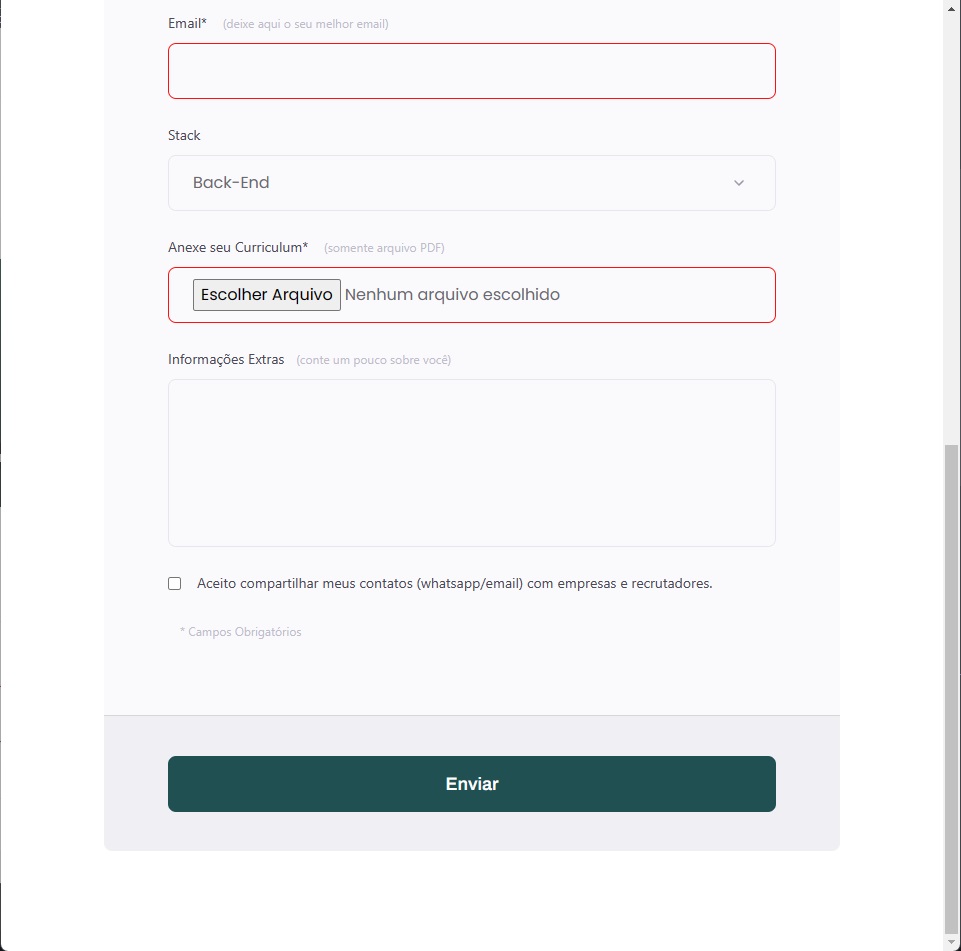 Email* (deixe aqui o seu melhor email)
Stack
Back-End
Anexe seu Curriculum* (somente arquivo PDF)
Escolher Arquivo Nenhum arquivo escolhido
Informações Extras (conte um pouco sobre você)
Aceito compartilhar meus contatos (whatsapp/email) com empresas e recrutadores.
* Campos Obrigatórios
Enviar